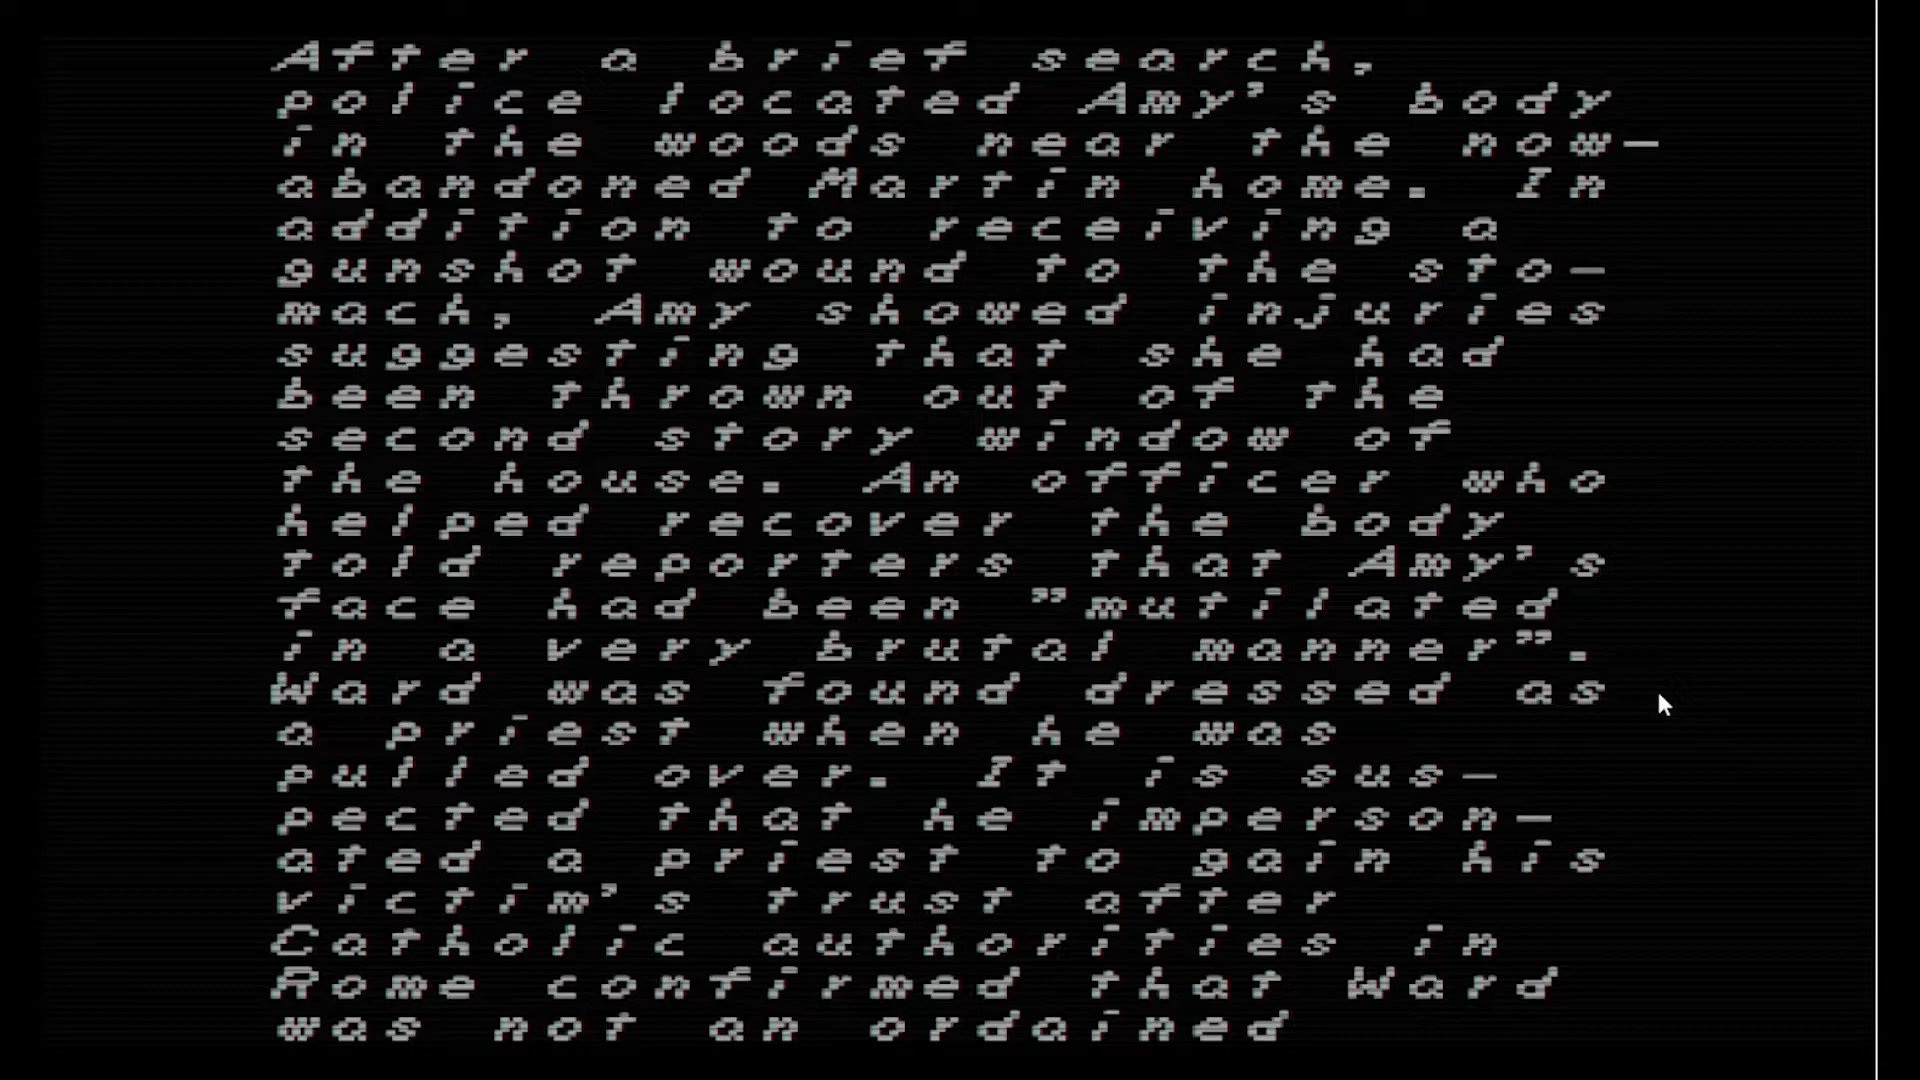 After a brief search,
police located Amy's body
in the woods near the now-
abandoned Martin home. In
addition to receiving a
gunshot wound to the sto-
mach, Amy showed injuries
suggesting that she had
been thrown out of the
second story window of
the house. An officer who
helped recover the body
told reporters that Amy's
face had been "mutilated
in a very brutal manner".
Ward was found dressed as
a priest when he was
pulled over. It is sus-
pected that he imperson-
ated a priest to gain his
victim's trust after
Catholic authorities in
Rome confirmed that Ward
was not an ordained